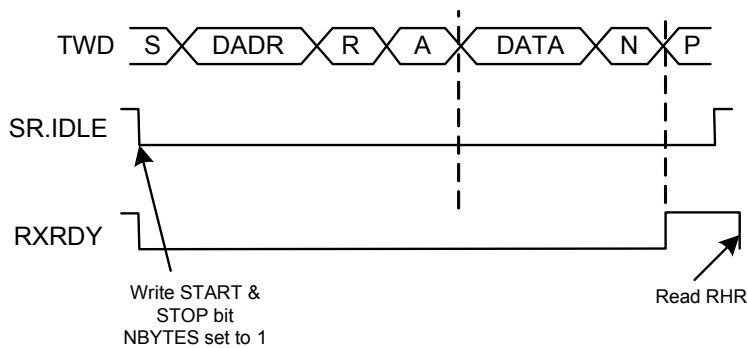 TWD S DADR R A DATA N P
SR.IDLE
RXRDY
Write START &
STOP bit
NBYTES set to 1
Read RHR